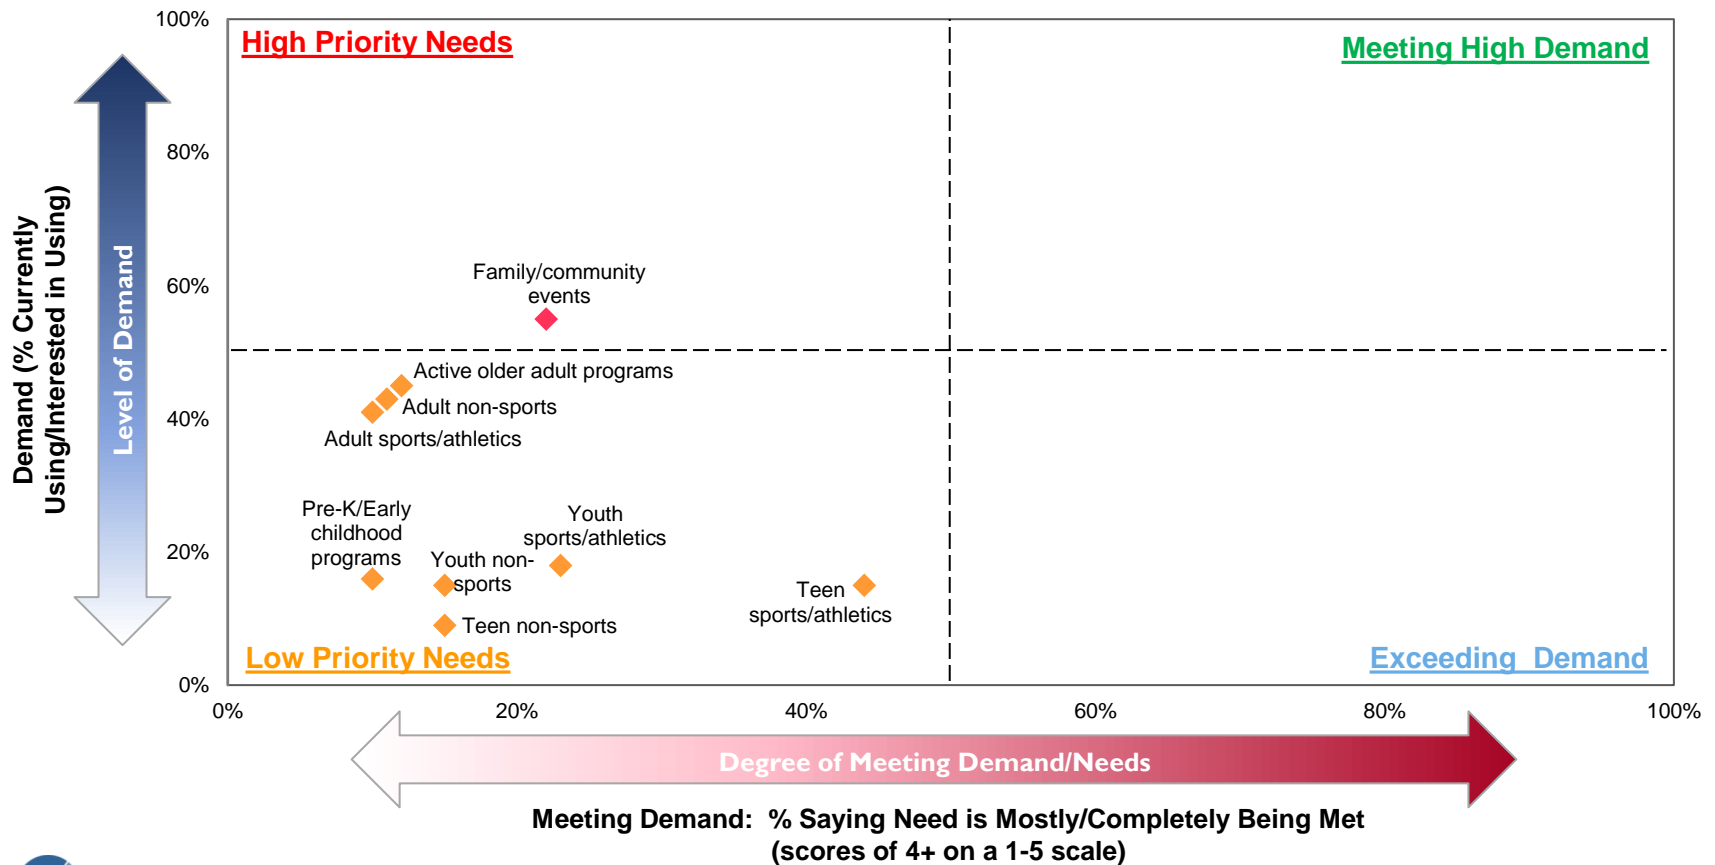 100%
High Priority Needs
Meeting High Demand
80%
Demand (% Currently
Using/Interested in Using)
Level of Demand
Family/community
events
60%
Active older adult programs
Adult non-sports
40%
Adult sports/athletics
Pre-K/Early
childhood
programs
Youth
sports/athletics
20%
Youth non-
sports
Teen
sports/athletics
Teen non-sports
Low Priority Needs
Exceeding Demand
0%
0%
20%
40%
60%
80%
100%
Degree of Meeting Demand/Needs
Meeting Demand: % Saying Need is Mostly/Completely Being Met
(scores of 4+ on a 1-5 scale)